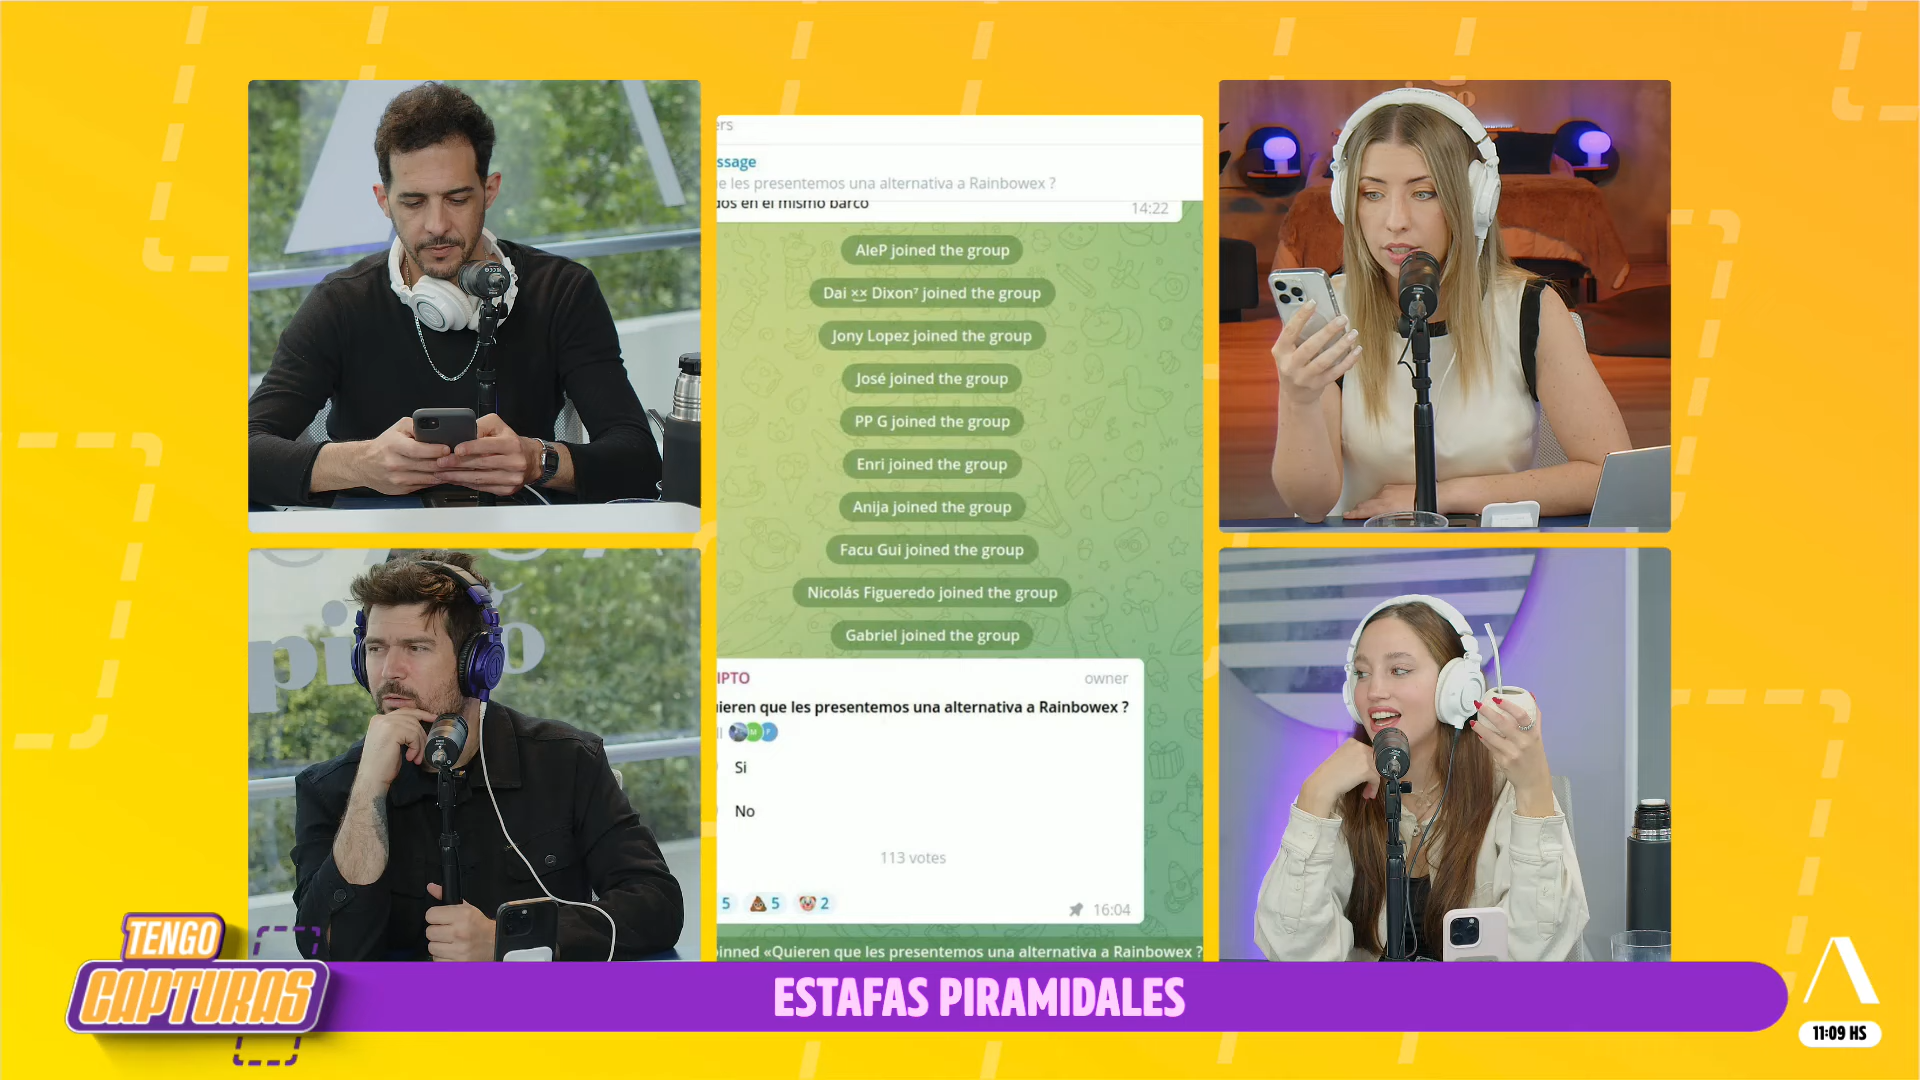 ers
ssage
e les presentemos una alternativa a Rainbowex ?
dos en el mismo barco
14:22
AleP joined the group
Dai ×͜× Dixon⁷ joined the group
Jony Lopez joined the group
José joined the group
PP G joined the group
Enri joined the group
Anija joined the group
Facu Gui joined the group
Nicolás Figueredo joined the group
Gabriel joined the group
IPTO
owner
uieren que les presentemos una alternativa a Rainbowex ?
Si
No
113 votes
5 💩 5 🤡 2
16:04
pinned «Quieren que les presentemos una alternativa a Rainbowex ?
TENGO
CAPTURAS
ESTAFAS PIRAMIDALES
11:09 HS